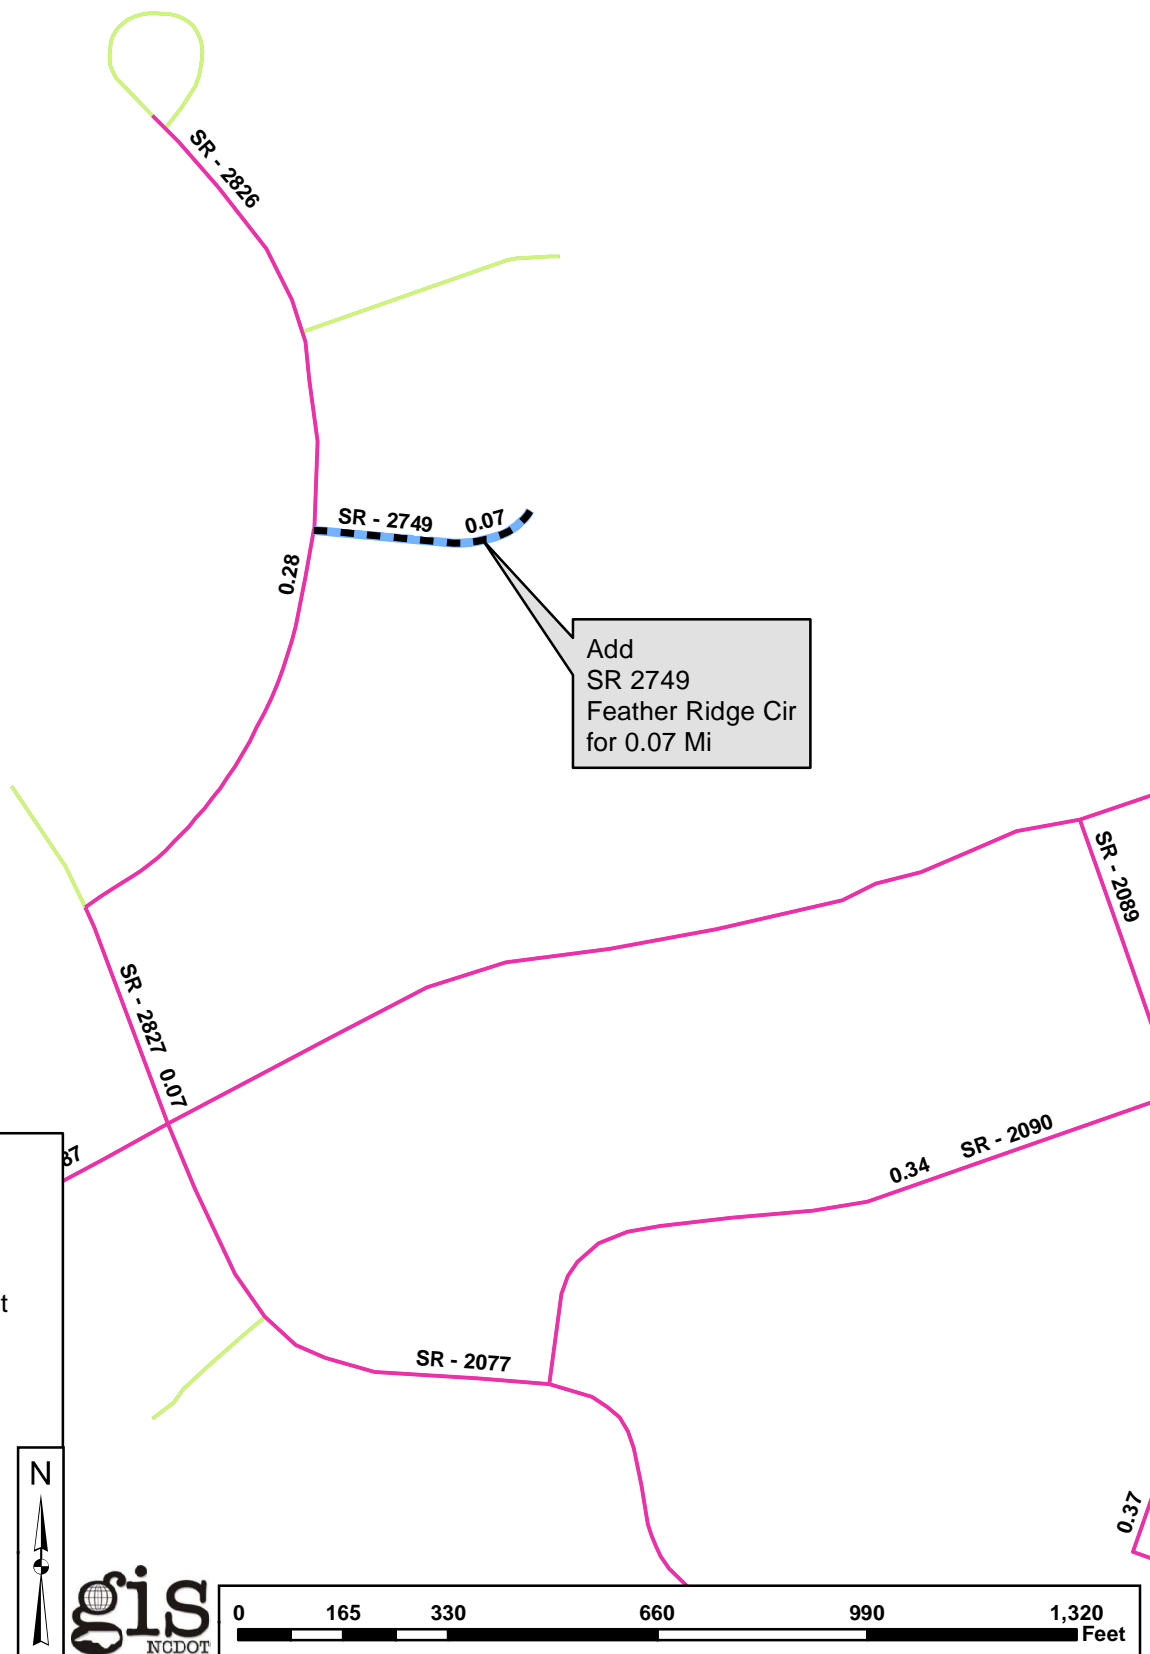 SR - 2826
SR - 2749 0.07
0.28
Add
SR 2749
Feather Ridge Cir
for 0.07 Mi
SR - 2089
SR - 2827 0.07
87
0.34 SR - 2090
t
SR - 2077
N
0.37
gis
NCDOT
0 165 330 660 990 1,320
Feet